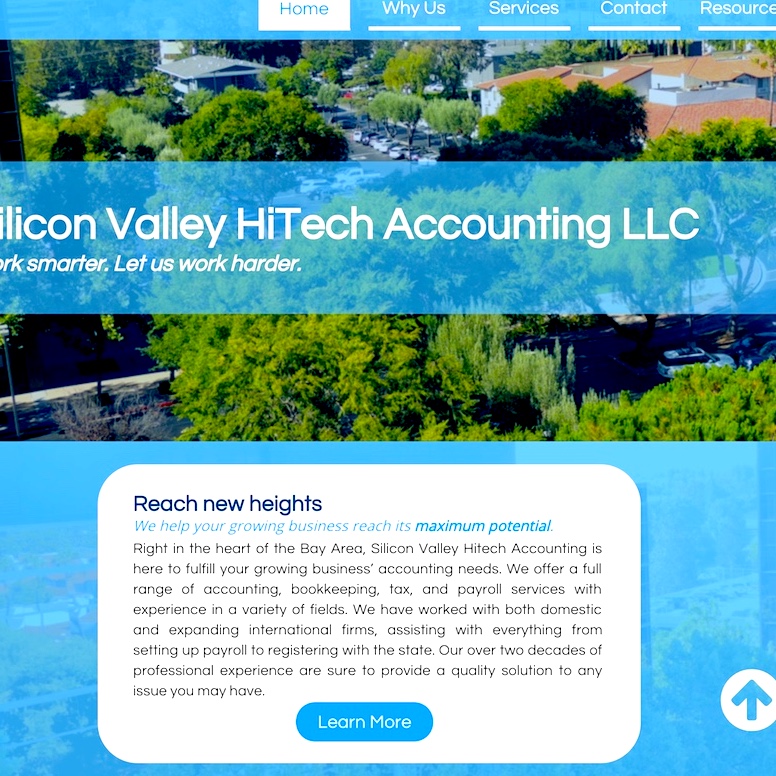 Home Why Us Services Contact Resource
ilicon Valley HiTech Accounting LLC
ork smarter. Let us work harder.
Reach new heights
We help your growing business reach its maximum potential.
Right in the heart of the Bay Area, Silicon Valley Hitech Accounting is
here to fulfill your growing business’ accounting needs. We offer a full
range of accounting, bookkeeping, tax, and payroll services with
experience in a variety of fields. We have worked with both domestic
and expanding international firms, assisting with everything from
setting up payroll to registering with the state. Our over two decades of
professional experience are sure to provide a quality solution to any
issue you may have.
Learn More